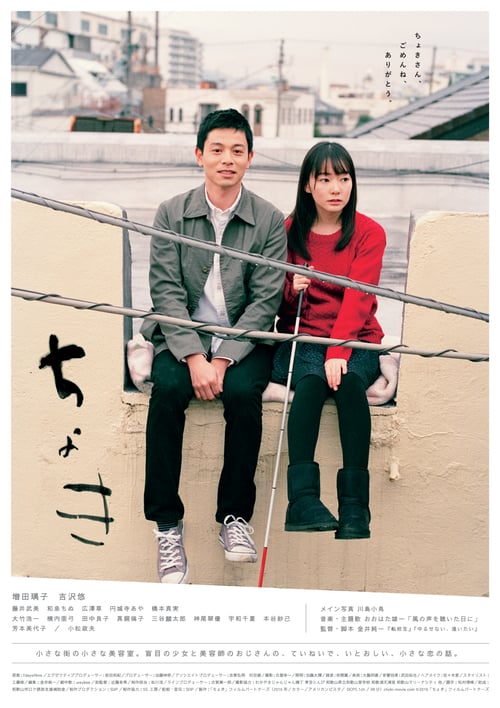 ちょきさん、
ごめんね、
ありがとう。
ちょき
増田璃子　吉沢悠
藤井武美　和泉ちぬ　広澤草　円城寺あや　橋本真実
大竹浩一　横内亜弓　田中良子　真鍋倫子　三谷麟太郎　神尾翠優　宇和千夏　本谷紗己
芳本美代子　/　小松政夫
メイン写真 川島小鳥
音楽・主題歌 おおはた雄一「風の声を聴いた日に」
監督・脚本 金井純一『転校生』『ゆるせない、逢いたい』
小さな街の小さな美容室。盲目の少女と美容師のおじさんの、ていねいで、いとおしい、小さな恋の話。